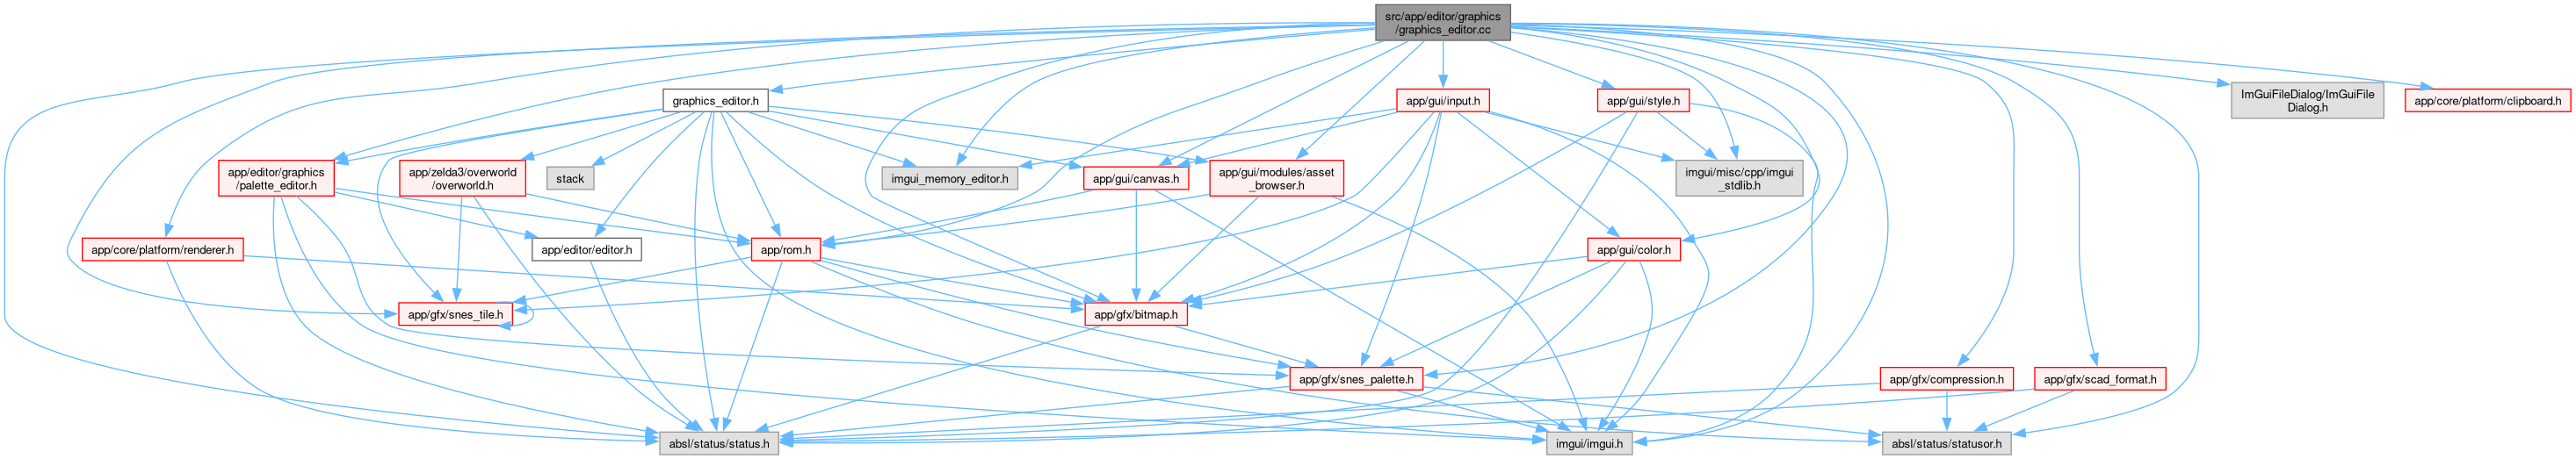 src/app/editor/graphics
/graphics_editor.cc
graphics_editor.h
app/gui/input.h
app/gui/style.h
ImGuiFileDialog/ImGuiFile
Dialog.h
app/core/platform/clipboard.h
app/editor/graphics
/palette_editor.h
app/zelda3/overworld
/overworld.h
stack
imgui_memory_editor.h
app/gui/canvas.h
app/gui/modules/asset
_browser.h
imgui/misc/cpp/imgui
_stdlib.h
app/core/platform/renderer.h
app/editor/editor.h
app/rom.h
app/gui/color.h
app/gfx/snes_tile.h
app/gfx/bitmap.h
app/gfx/snes_palette.h
app/gfx/compression.h
app/gfx/scad_format.h
absl/status/status.h
imgui/imgui.h
absl/status/statusor.h